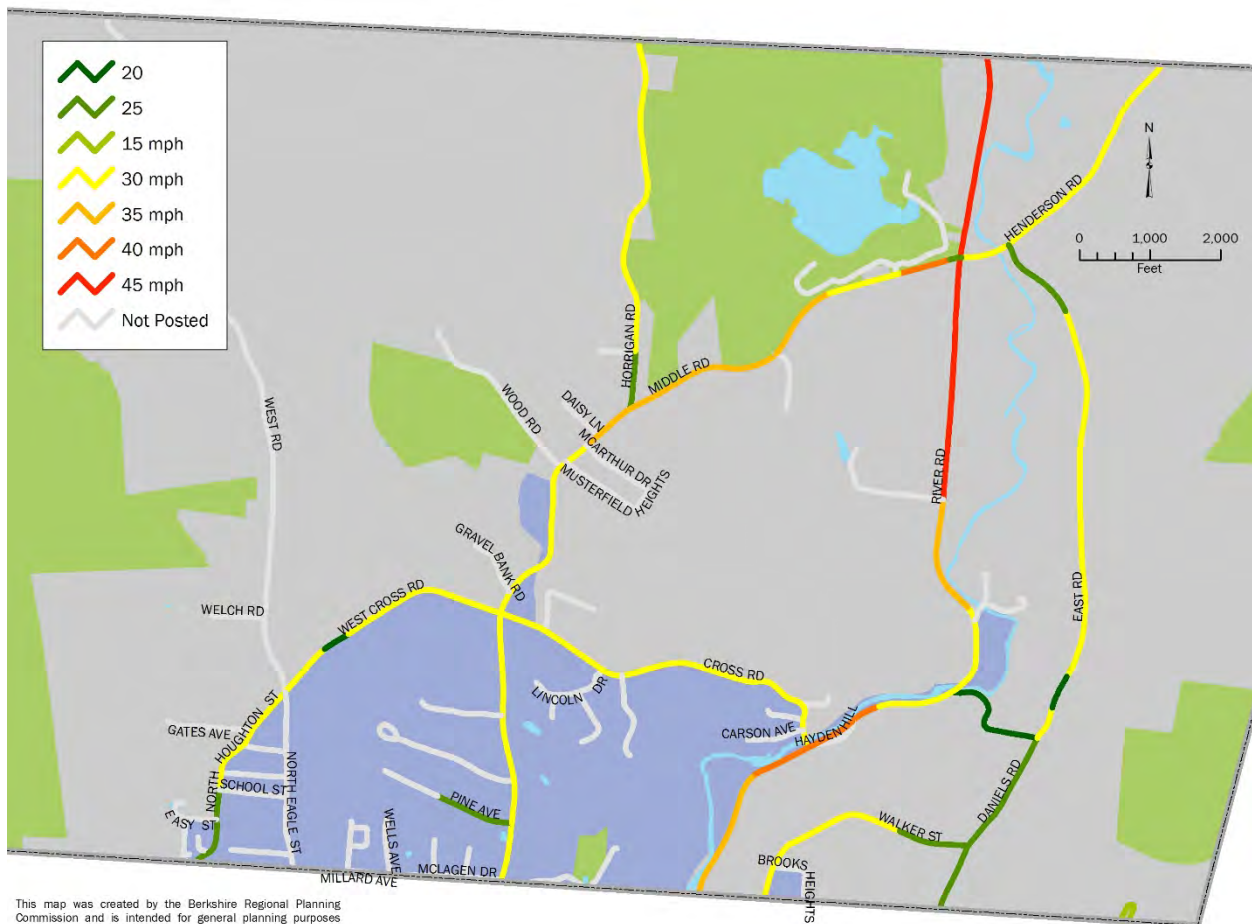 20
25
15 mph
30 mph
35 mph
40 mph
45 mph
Not Posted
N
0 1,000 2,000
Feet
HENDERSON RD
HORRIGAN RD
MIDDLE RD
DAISY LN
WOOD RD
MCARTHUR DR
MUSTERFIELD
HEIGHTS
WEST RD
RIVER RD
GRAVEL BANK RD
WEST CROSS RD
WELCH RD
EAST RD
CROSS RD
LINCOLN DR
NORTH HOUGHTON ST
GATES AVE
CARSON AVE
HAYDEN HILL
NORTH EAGLE ST
SCHOOL ST
EASY ST
PINE AVE
DANIELS RD
WALKER ST
WELLS AVE
MCLAGEN DR
MILLARD AVE
BROOKS
HEIGHTS
This map was created by the Berkshire Regional Planning
Commission and is intended for general planning purposes